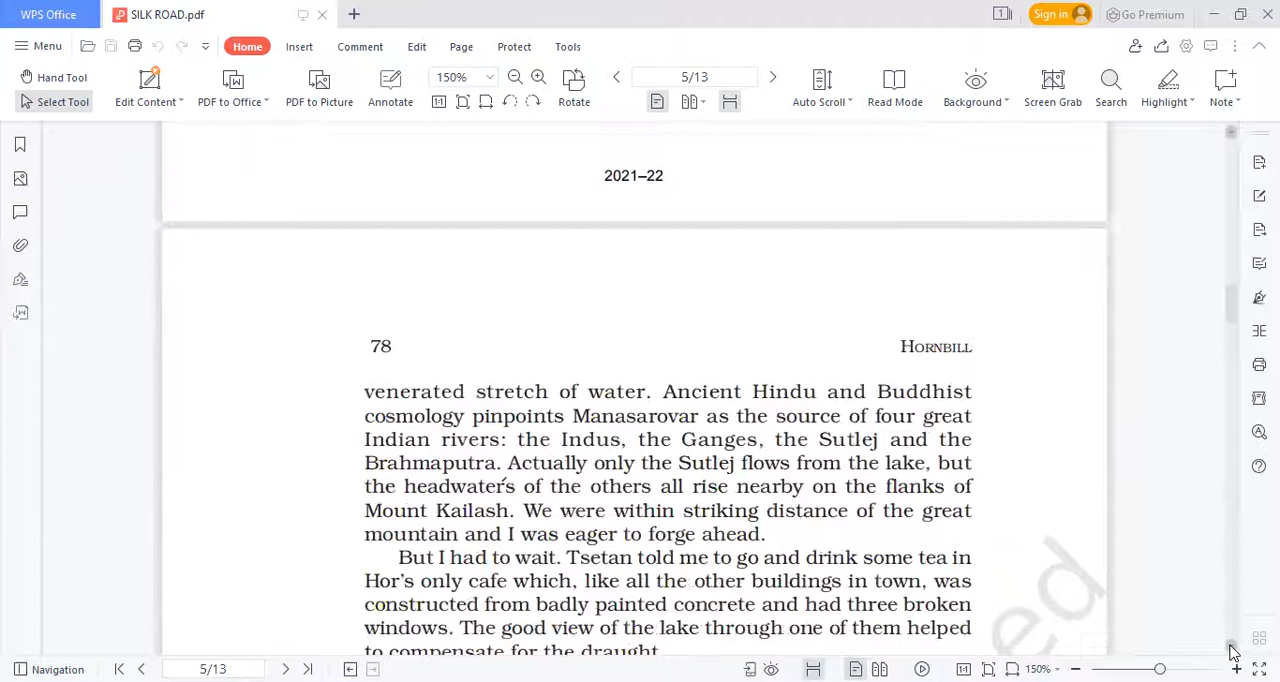 WPS Office SILK ROAD.pdf 1 Sign in Go Premium
Menu Home Insert Comment Edit Page Protect Tools
Hand Tool
Select Tool
Edit Content PDF to Office PDF to Picture Annotate 150% Rotate 5/13 Auto Scroll Read Mode Background Screen Grab Search Highlight Note
2021–22
78 HORNBILL
venerated stretch of water. Ancient Hindu and Buddhist
cosmology pinpoints Manasarovar as the source of four great
Indian rivers: the Indus, the Ganges, the Sutlej and the
Brahmaputra. Actually only the Sutlej flows from the lake, but
the headwaters of the others all rise nearby on the flanks of
Mount Kailash. We were within striking distance of the great
mountain and I was eager to forge ahead.
But I had to wait. Tsetan told me to go and drink some tea in
Hor's only cafe which, like all the other buildings in town, was
constructed from badly painted concrete and had three broken
windows. The good view of the lake through one of them helped
to compensate for the draught.
ed
Navigation 5/13 150%